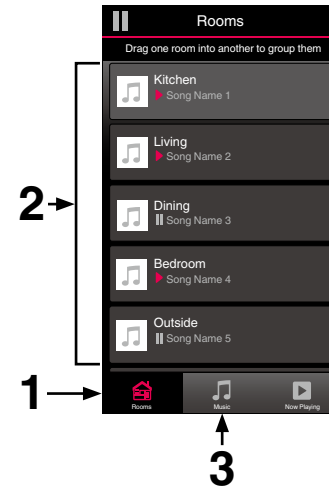 Rooms
Drag one room into another to group them
Kitchen
Song Name 1
Living
Song Name 2
2
Dining
Song Name 3
Bedroom
Song Name 4
Outside
Song Name 5
1
Rooms
Music
Now Playing
3